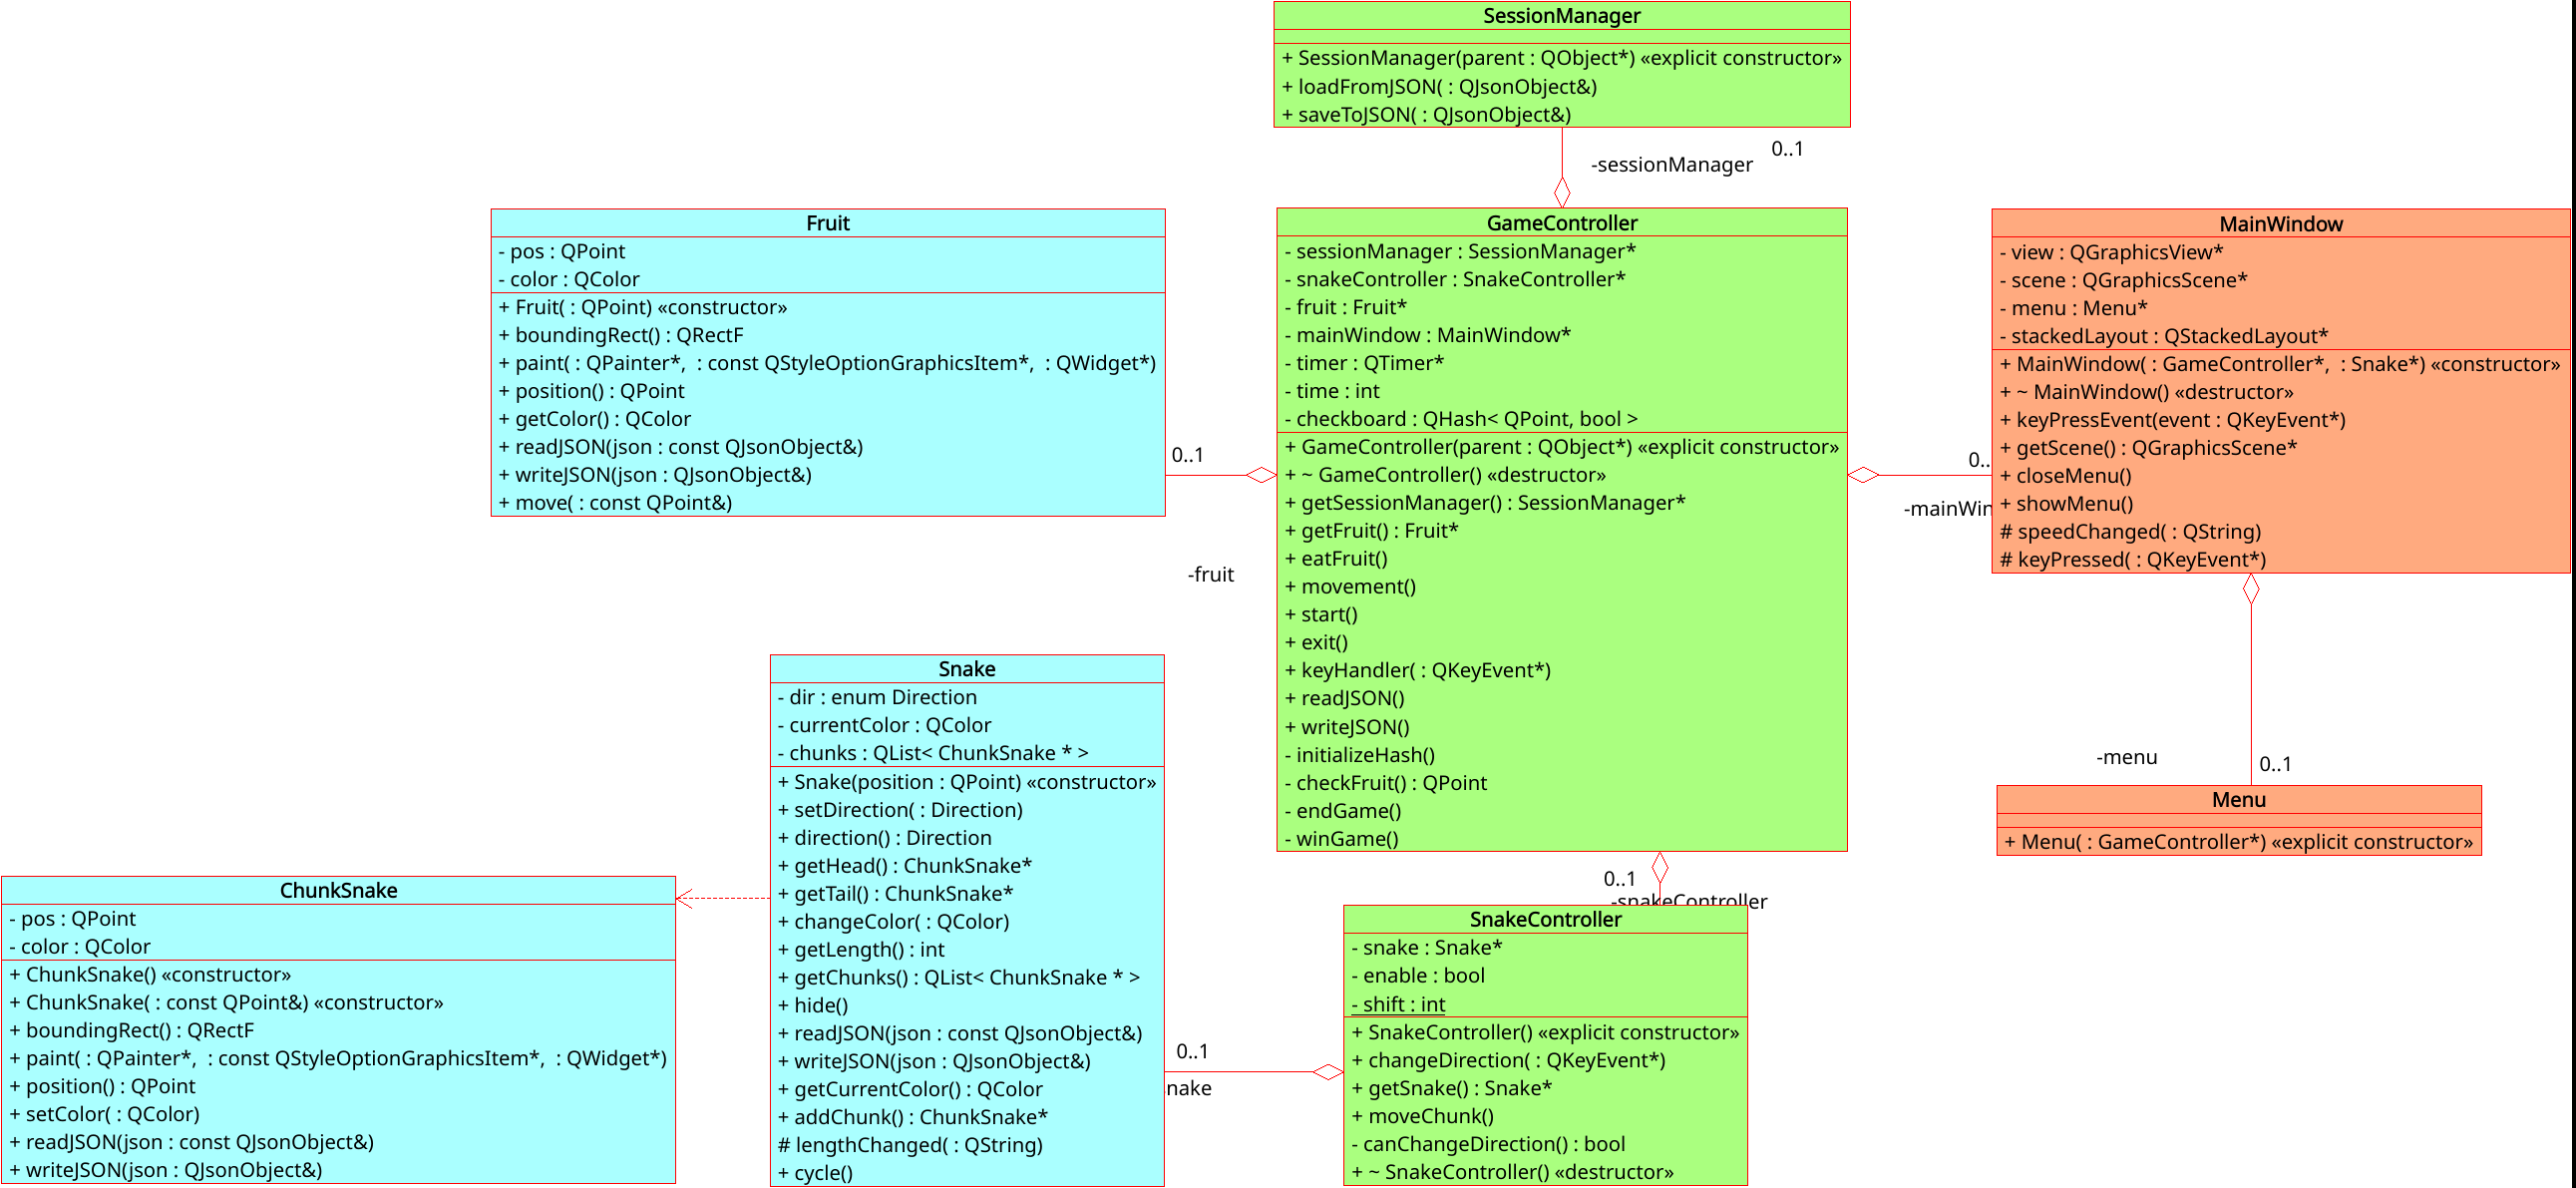 SessionManager
+ SessionManager(parent : QObject*) «explicit constructor»
+ loadFromJSON( : QJsonObject&)
+ saveToJSON( : QJsonObject&)
0..1
-sessionManager
Fruit
- pos : QPoint
- color : QColor
+ Fruit( : QPoint) «constructor»
+ boundingRect() : QRectF
+ paint( : QPainter*,  : const QStyleOptionGraphicsItem*,  : QWidget*)
+ position() : QPoint
+ getColor() : QColor
+ readJSON(json : const QJsonObject&)
+ writeJSON(json : QJsonObject&)
+ move( : const QPoint&)
0..1
-fruit
GameController
- sessionManager : SessionManager*
- snakeController : SnakeController*
- fruit : Fruit*
- mainWindow : MainWindow*
- timer : QTimer*
- time : int
- checkboard : QHash< QPoint, bool >
+ GameController(parent : QObject*) «explicit constructor»
+ ~ GameController() «destructor»
+ getSessionManager() : SessionManager*
+ getFruit() : Fruit*
+ eatFruit()
+ movement()
+ start()
+ exit()
+ keyHandler( : QKeyEvent*)
+ readJSON()
+ writeJSON()
- initializeHash()
- checkFruit() : QPoint
- endGame()
- winGame()
0..
-mainWin
MainWindow
- view : QGraphicsView*
- scene : QGraphicsScene*
- menu : Menu*
- stackedLayout : QStackedLayout*
+ MainWindow( : GameController*,  : Snake*) «constructor»
+ ~ MainWindow() «destructor»
+ keyPressEvent(event : QKeyEvent*)
+ getScene() : QGraphicsScene*
+ closeMenu()
+ showMenu()
# speedChanged( : QString)
# keyPressed( : QKeyEvent*)
-menu
0..1
Menu
+ Menu( : GameController*) «explicit constructor»
Snake
- dir : enum Direction
- currentColor : QColor
- chunks : QList< ChunkSnake * >
+ Snake(position : QPoint) «constructor»
+ setDirection( : Direction)
+ direction() : Direction
+ getHead() : ChunkSnake*
+ getTail() : ChunkSnake*
+ changeColor( : QColor)
+ getLength() : int
+ getChunks() : QList< ChunkSnake * >
+ hide()
+ readJSON(json : const QJsonObject&)
+ writeJSON(json : QJsonObject&)
+ getCurrentColor() : QColor
+ addChunk() : ChunkSnake*
# lengthChanged( : QString)
+ cycle()
ChunkSnake
- pos : QPoint
- color : QColor
+ ChunkSnake() «constructor»
+ ChunkSnake( : const QPoint&) «constructor»
+ boundingRect() : QRectF
+ paint( : QPainter*,  : const QStyleOptionGraphicsItem*,  : QWidget*)
+ position() : QPoint
+ setColor( : QColor)
+ readJSON(json : const QJsonObject&)
+ writeJSON(json : QJsonObject&)
0..1
nake
0..1
-snakeController
SnakeController
- snake : Snake*
- enable : bool
- shift : int
+ SnakeController() «explicit constructor»
+ changeDirection( : QKeyEvent*)
+ getSnake() : Snake*
+ moveChunk()
- canChangeDirection() : bool
+ ~ SnakeController() «destructor»